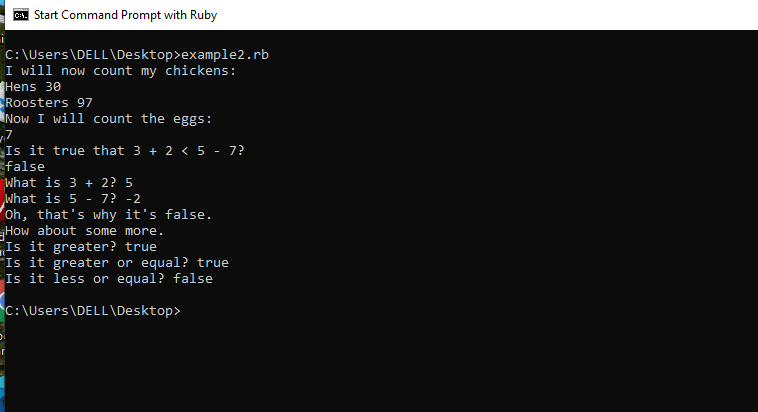 Start Command Prompt with Ruby
C:\Users\DELL\Desktop>example2.rb
I will now count my chickens:
Hens 30
Roosters 97
Now I will count the eggs:
7
Is it true that 3 + 2 < 5 - 7?
false
What is 3 + 2? 5
What is 5 - 7? -2
Oh, that's why it's false.
How about some more.
Is it greater? true
Is it greater or equal? true
Is it less or equal? false
C:\Users\DELL\Desktop>